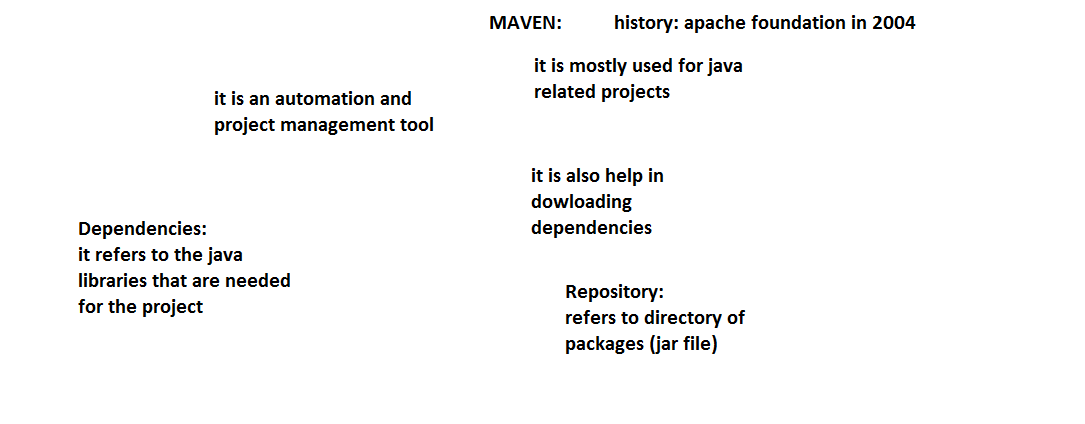 MAVEN: history: apache foundation in 2004
it is mostly used for java
related projects
it is an automation and
project management tool
it is also help in
dowloading
dependencies
Dependencies:
it refers to the java
libraries that are needed
for the project
Repository:
refers to directory of
packages (jar file)